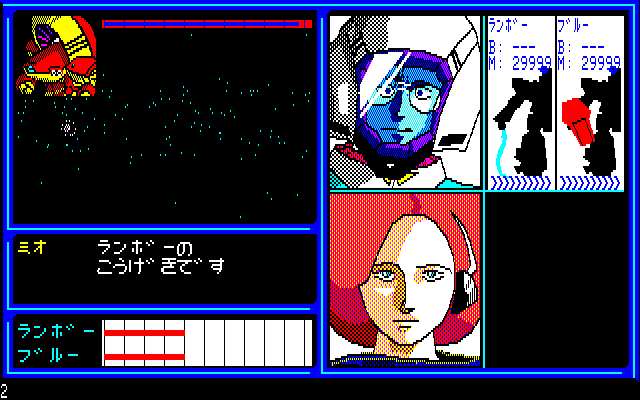 ランボー
B: ---
M: 29999
ブルー
B: ---
M: 29999
ミオ
ランボーの
こうげきです
ランボー
ブルー
2